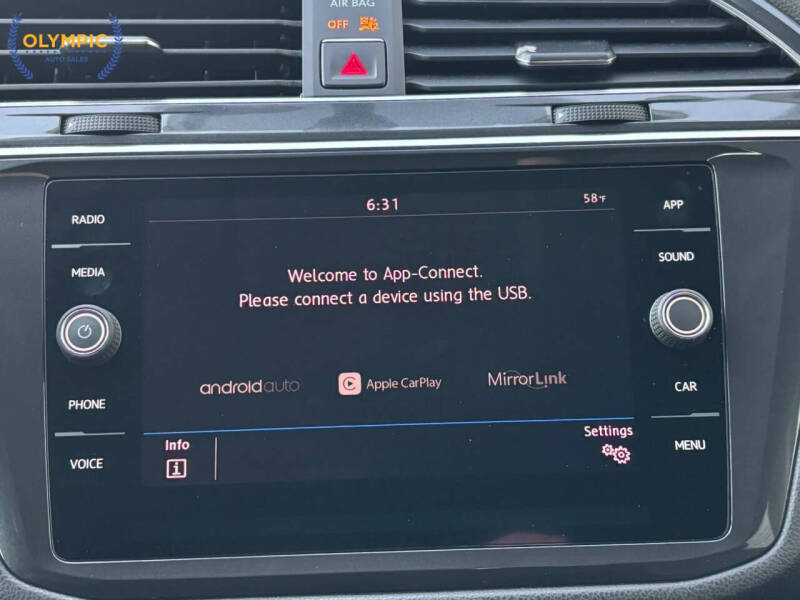 AIR BAG
OFF
OLYMPIC
AUTO SALES
6:31
58°F
RADIO
APP
MEDIA
SOUND
Welcome to App-Connect.
Please connect a device using the USB.
androidauto
Apple CarPlay
MirrorLink
PHONE
CAR
Info
Settings
VOICE
MENU